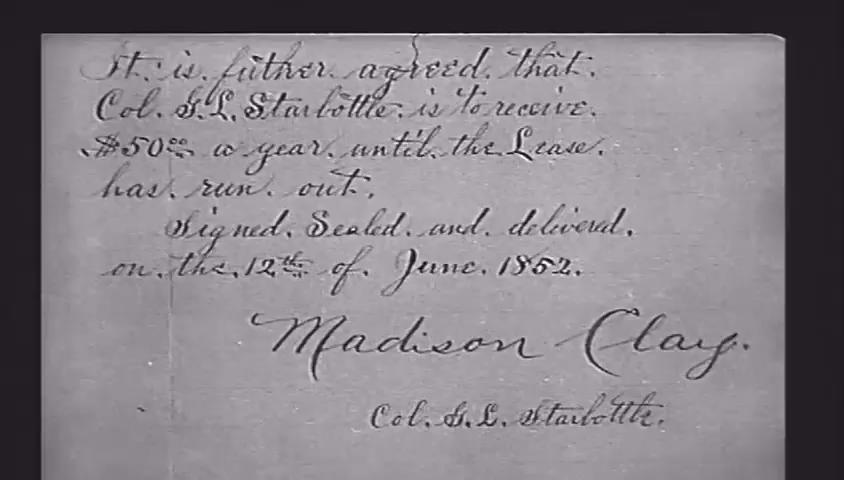 It. is. futher. agreed. that.
Col. G.L. Starbottle. is to receive.
$50.00 a year. until. the. Lease.
has. run. out.
Signed. Sealed. and. delivered.
on. the. 12th of. June. 1852.
Madison Clay.
Col. G.L. Starbottle.